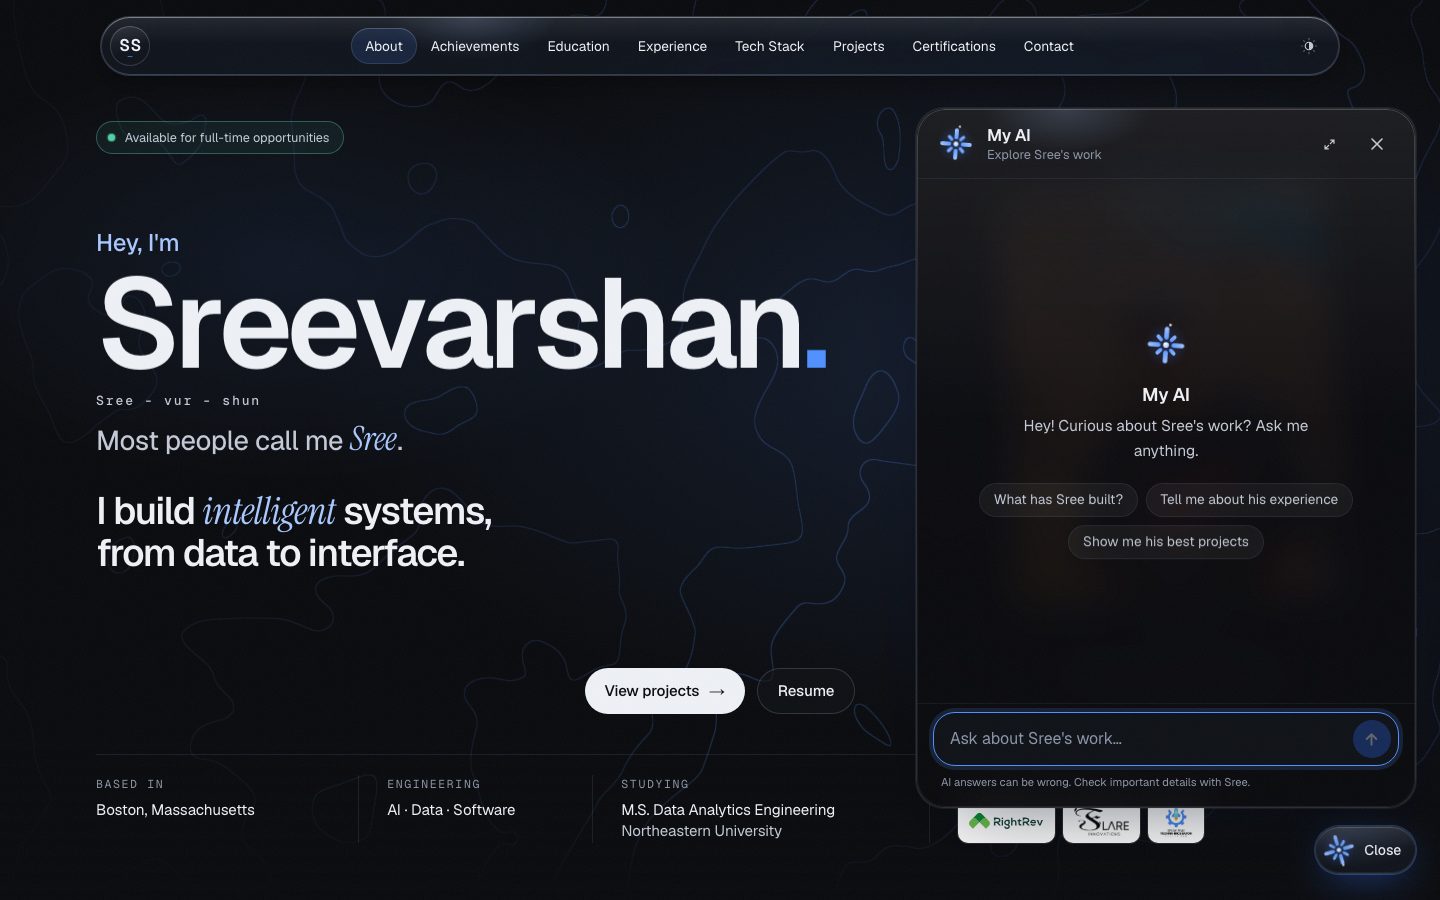 SS
About
Achievements
Education
Experience
Tech Stack
Projects
Certifications
Contact
Available for full-time opportunities
Hey, I'm
Sreevarshan.
Sree - vur - shun
Most people call me Sree.
I build intelligent systems,
from data to interface.
View projects →
Resume
BASED IN
Boston, Massachusetts
ENGINEERING
AI · Data · Software
STUDYING
M.S. Data Analytics Engineering
Northeastern University
RightRev
SLARE
INNOVATIONS
My AI
Explore Sree's work
My AI
Hey! Curious about Sree's work? Ask me
anything.
What has Sree built?
Tell me about his experience
Show me his best projects
Ask about Sree's work...
AI answers can be wrong. Check important details with Sree.
Close